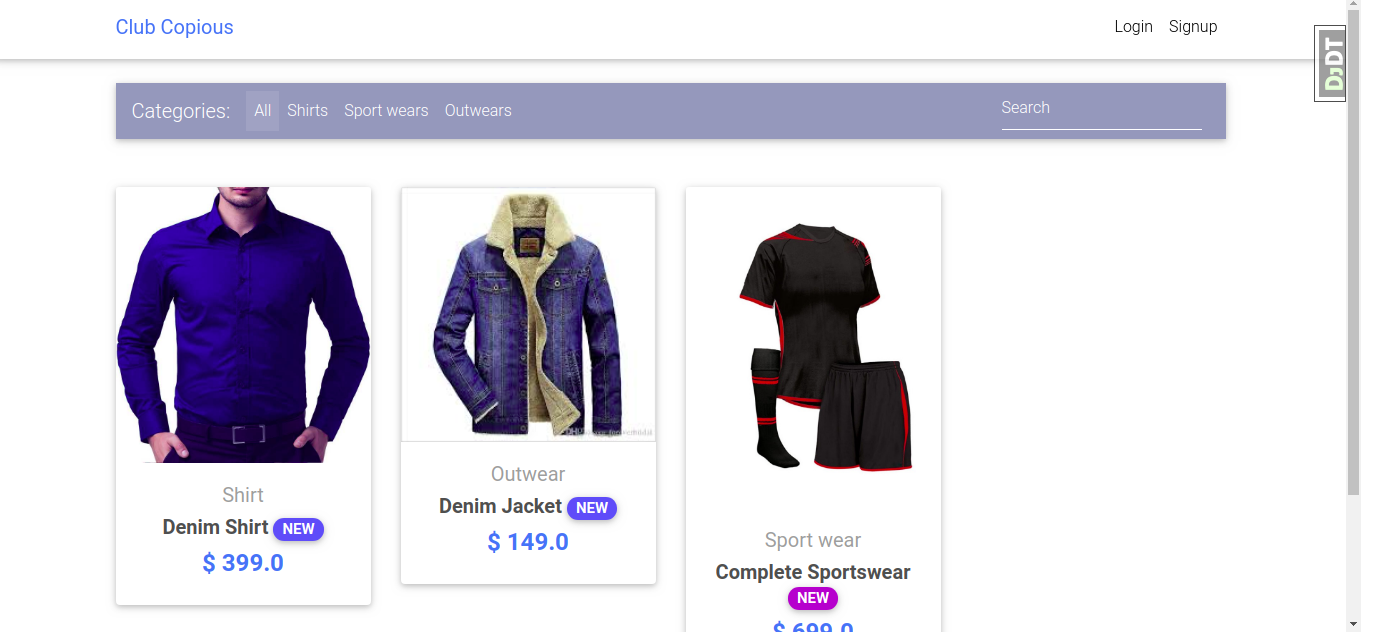 Club Copious
Login Signup
DjDT
Categories: All Shirts Sport wears Outwears
Search
Shirt
Denim Shirt NEW
$ 399.0
Outwear
Denim Jacket NEW
$ 149.0
Sport wear
Complete Sportswear
NEW
$ 699.0